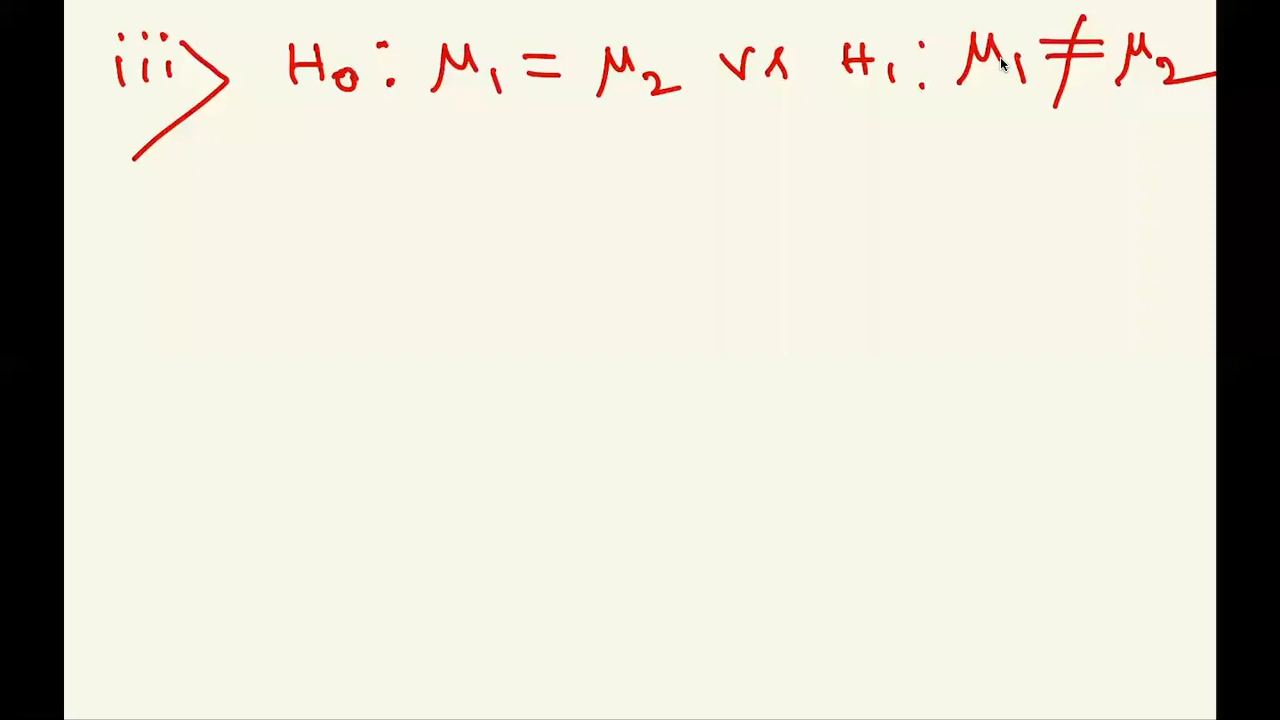 iii> H₀: μ₁ = μ₂ vs H₁: μ₁ ≠ μ₂